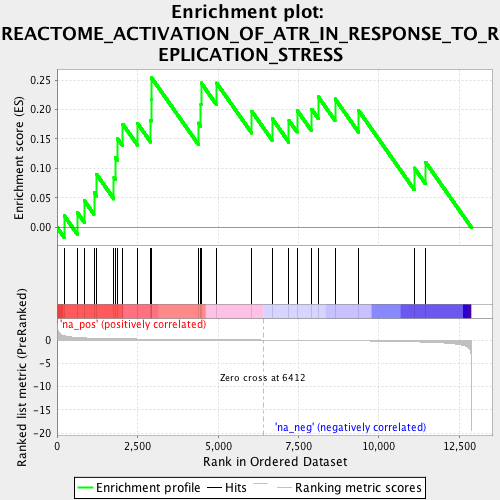 Enrichment plot:
REACTOME_ACTIVATION_OF_ATR_IN_RESPONSE_TO_R
EPLICATION_STRESS
Enrichment score (ES)
0.25
0.20
0.15
0.10
0.05
0.00
'na_pos' (positively correlated)
Ranked list metric (PreRanked)
0
-5
-10
-15
-20
Zero cross at 6412
'na_neg' (negatively correlated)
0
2,500
5,000
7,500
10,000
12,500
Rank in Ordered Dataset
Enrichment profile
Hits
Ranking metric scores